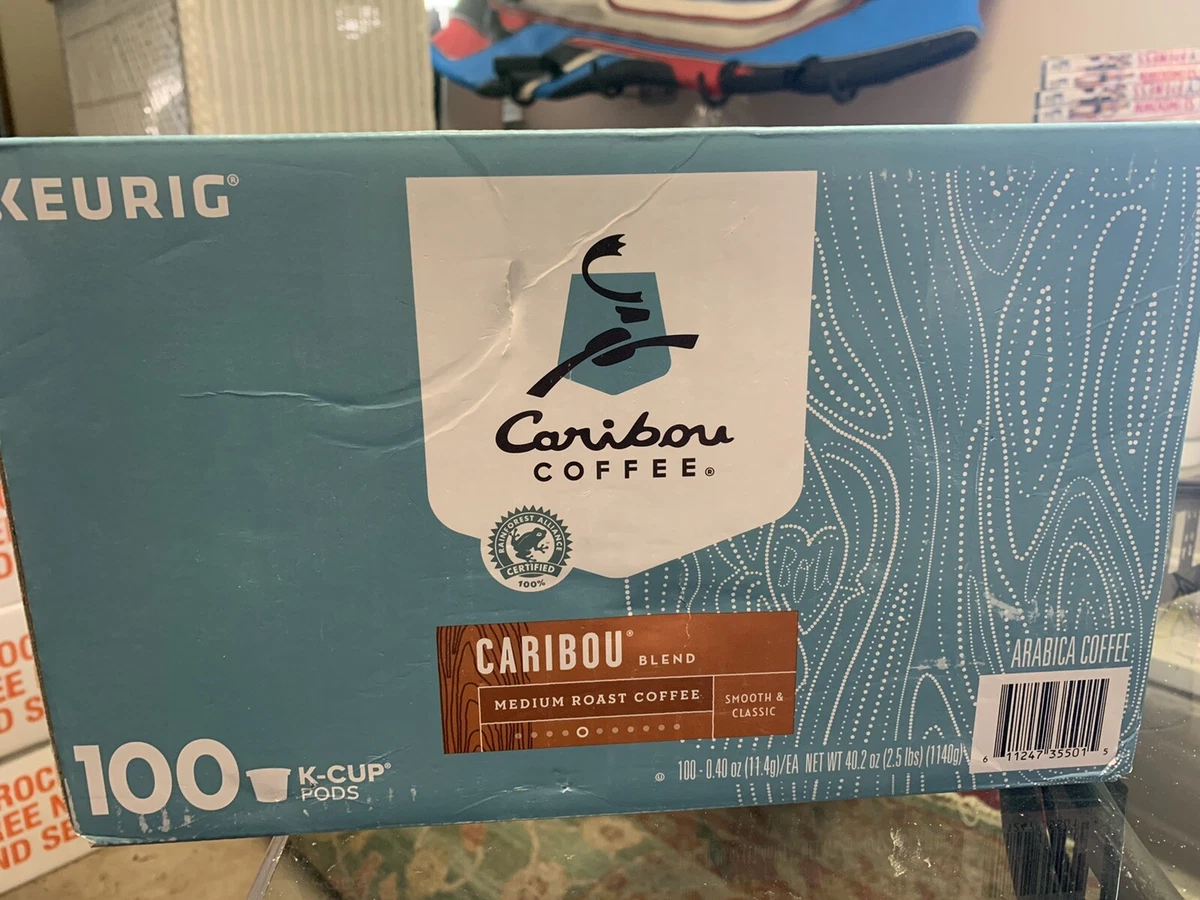 KEURIG®
Caribou
COFFEE®
RAINFOREST ALLIANCE
CERTIFIED
100%
BOU
CARIBOU® BLEND
MEDIUM ROAST COFFEE
SMOOTH &
CLASSIC
ARABICA COFFEE
100 K-CUP®
PODS
100 - 0.40 oz (11.4g)/EA NET WT 40.2 oz (2.5 lbs) (1140g)
6 11247 35501 5